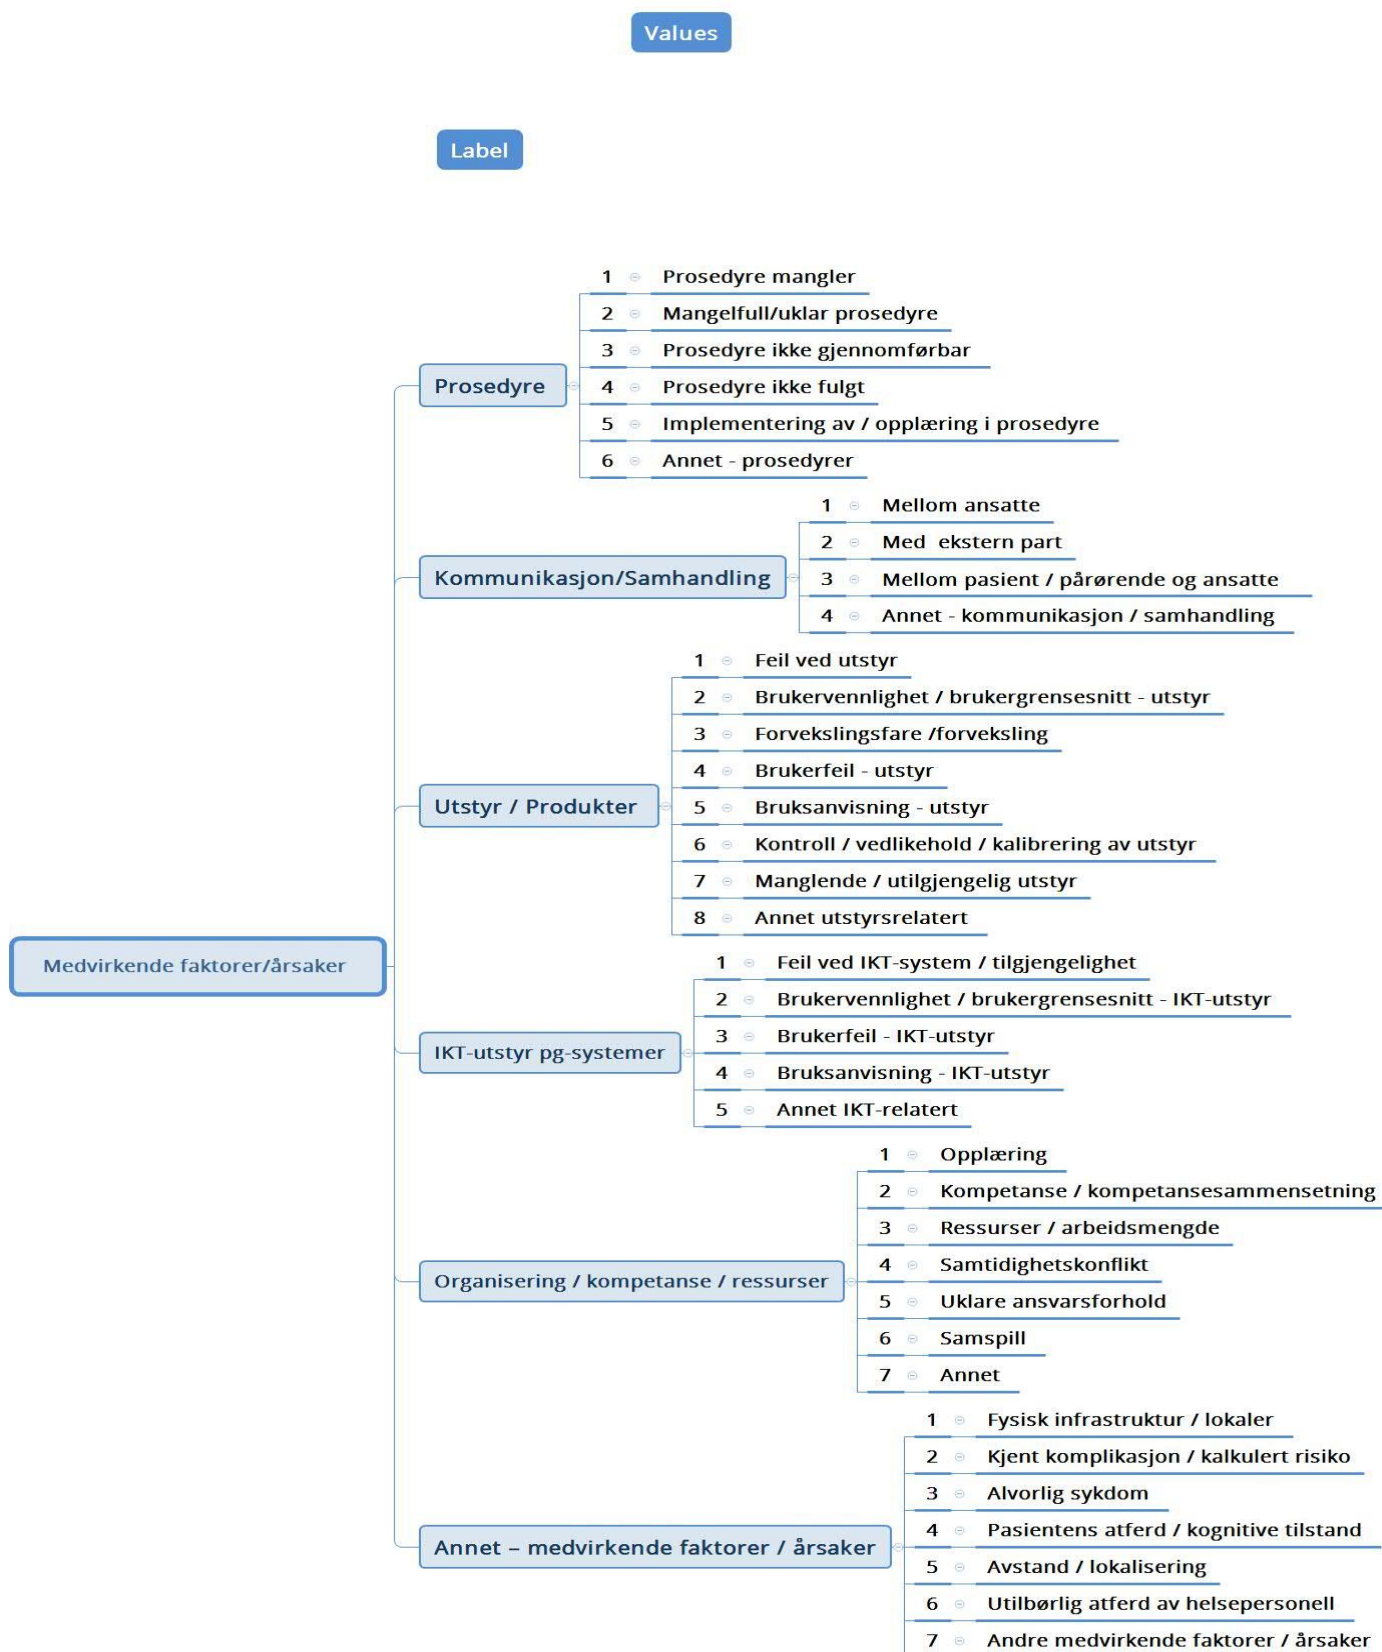 Values
Label
1 Prosedyre mangler
2 Mangelfull/uklar prosedyre
3 Prosedyre ikke gjennomførbar
Prosedyre
4 Prosedyre ikke fulgt
5 Implementering av / opplæring i prosedyre
6 Annet - prosedyrer
1 Mellom ansatte
2 Med ekstern part
Kommunikasjon/Samhandling
3 Mellom pasient / pårørende og ansatte
4 Annet - kommunikasjon / samhandling
1 Feil ved utstyr
2 Brukervennlighet / brukergrensesnitt - utstyr
3 Forvekslingsfare /forveksling
4 Brukerfeil - utstyr
Utstyr / Produkter
5 Bruksanvisning - utstyr
6 Kontroll / vedlikehold / kalibrering av utstyr
7 Manglende / utilgjengelig utstyr
8 Annet utstyrsrelatert
Medvirkende faktorer/årsaker
1 Feil ved IKT-system / tilgjengelighet
2 Brukervennlighet / brukergrensesnitt - IKT-utstyr
3 Brukerfeil - IKT-utstyr
IKT-utstyr pg-systemer
4 Bruksanvisning - IKT-utstyr
5 Annet IKT-relatert
1 Opplæring
2 Kompetanse / kompetansesammensetning
3 Ressurser / arbeidsmengde
4 Samtidighetskonflikt
Organisering / kompetanse / ressurser
5 Uklare ansvarsforhold
6 Samspill
7 Annet
1 Fysisk infrastruktur / lokaler
2 Kjent komplikasjon / kalkulert risiko
3 Alvorlig sykdom
4 Pasientens atferd / kognitive tilstand
Annet – medvirkende faktorer / årsaker
5 Avstand / lokalisering
6 Utilbørlig atferd av helsepersonell
7 Andre medvirkende faktorer / årsaker